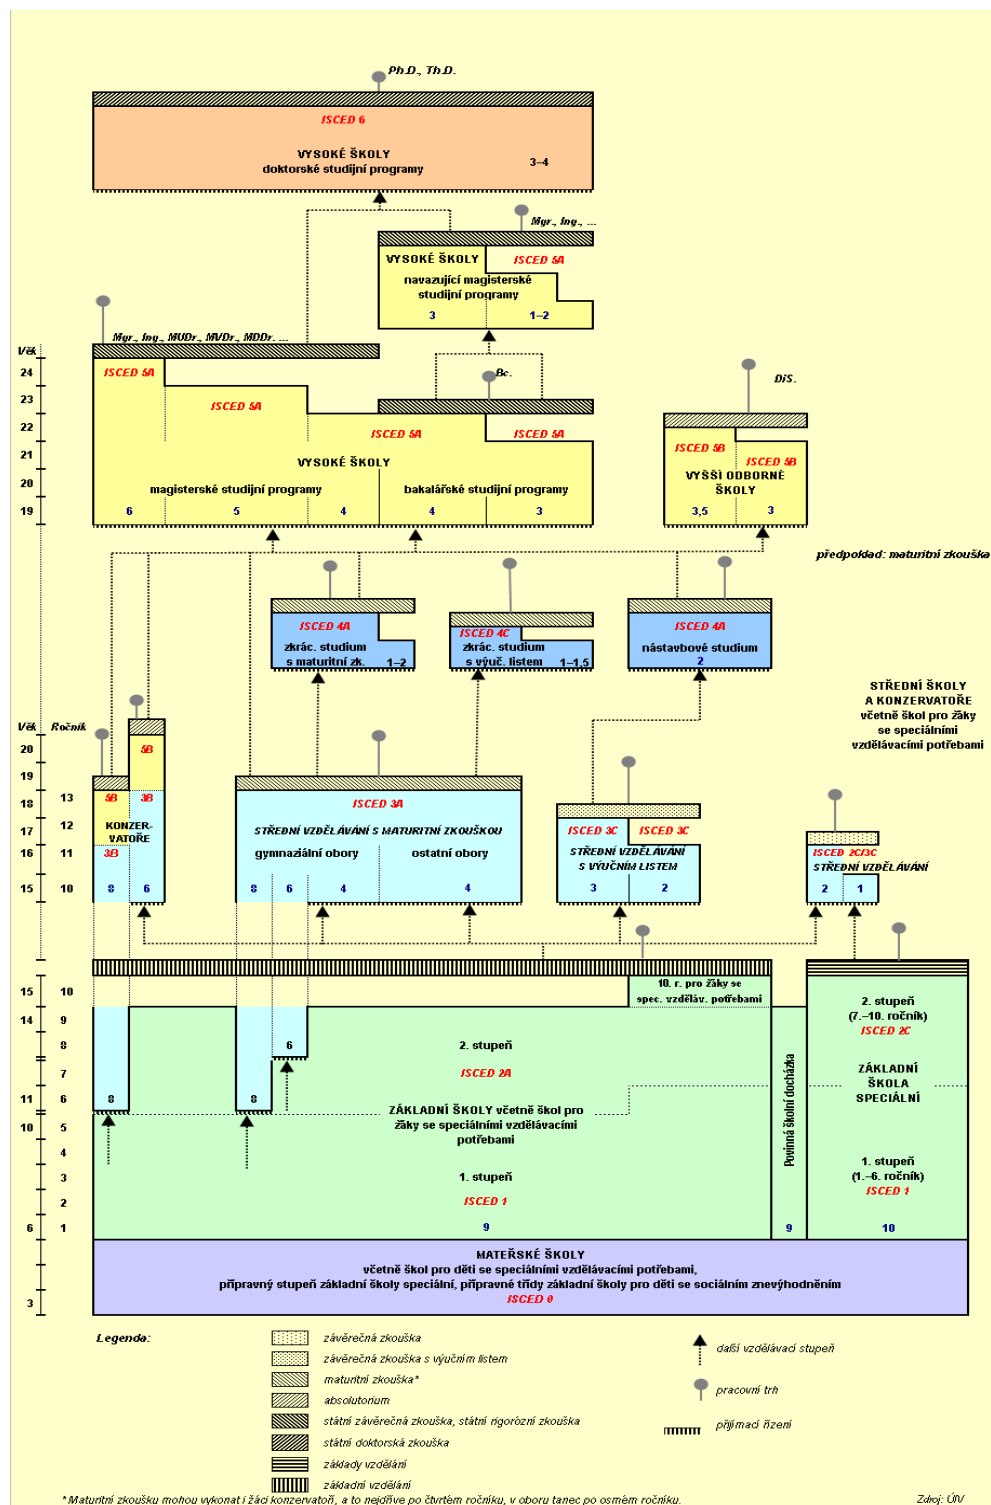 Ph.D., Th.D.
ISCED 6
VYSOKÉ ŠKOLY
doktorské studijní programy
3-4
Mgr., Ing., ...
VYSOKÉ ŠKOLY
ISCED 5A
navazující magisterské
studijní programy
3
1-2
Mgr., Ing., MUDr., MVDr., MDDr. ...
Věk
24
23
22
21
20
19
ISCED 5A
ISCED 5A
ISCED 5A
Bc.
ISCED 5A
VYSOKÉ ŠKOLY
magisterské studijní programy
bakalářské studijní programy
6
5
4
4
3
DiS.
ISCED 5B
ISCED 5B
VYŠŠÍ ODBORNÉ
ŠKOLY
3,5
3
předpoklad: maturitní zkouška
ISCED 4A
zkrác. studium
s maturitní zk.
1-2
ISCED 4C
zkrác. studium
s výuč. listem
1-1,5
ISCED 4A
nástavbové studium
2
STŘEDNÍ ŠKOLY
A KONZERVATOŘE
včetně škol pro žáky
se speciálními
vzdělávacími potřebami
Věk
Ročník
20
19
18
13
17
12
16
11
15
10
5B
5B
3B
KONZER-
VATOŘE
3B
8
6
ISCED 3A
STŘEDNÍ VZDĚLÁVÁNÍ S MATURITNÍ ZKOUŠKOU
gymnaziální obory
ostatní obory
8
6
4
4
ISCED 3C
ISCED 3C
STŘEDNÍ VZDĚLÁVÁNÍ
S VÝUČNÍM LISTEM
3
2
ISCED 2C/3C
STŘEDNÍ VZDĚLÁVÁNÍ
2
1
15
10
14
9
8
7
11
6
10
5
4
3
2
6
1
3
10. r. pro žáky se
spec. vzděláv. potřebami
8
8
6
2. stupeň
ISCED 2A
ZÁKLADNÍ ŠKOLY včetně škol pro
žáky se speciálními vzdělávacími
potřebami
1. stupeň
ISCED 1
9
Povinná školní docházka
9
2. stupeň
(7.–10. ročník)
ISCED 2C
ZÁKLADNÍ
ŠKOLA
SPECIÁLNÍ
1. stupeň
(1.–6. ročník)
ISCED 1
10
MATEŘSKÉ ŠKOLY
včetně škol pro děti se speciálními vzdělávacími potřebami,
přípravný stupeň základní školy speciální, přípravné třídy základní školy pro děti se sociálním znevýhodněním
ISCED 0
Legenda:
závěrečná zkouška
závěrečná zkouška s výučním listem
maturitní zkouška*
absolutorium
státní závěrečná zkouška, státní rigorózní zkouška
státní doktorská zkouška
základy vzdělání
základní vzdělání
další vzdělávací stupeň
pracovní trh
přijímací řízení
*Maturitní zkoušku mohou vykonat i žáci konzervatoří, a to nejdříve po čtvrtém ročníku, v oboru tanec po osmém ročníku.
Zdroj: ÚIV